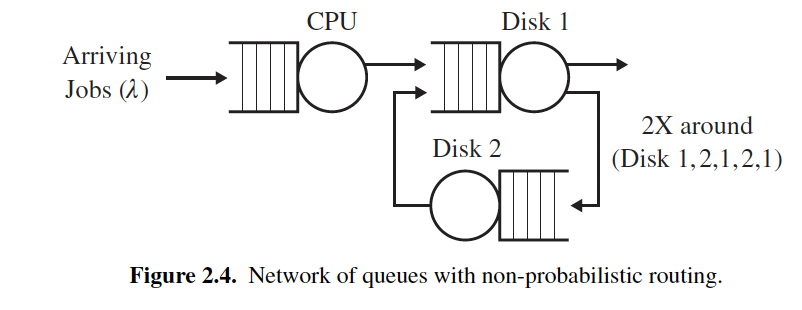 CPU
Disk 1
Arriving
Jobs (λ)
2X around
(Disk 1,2,1,2,1)
Disk 2
Figure 2.4. Network of queues with non-probabilistic routing.